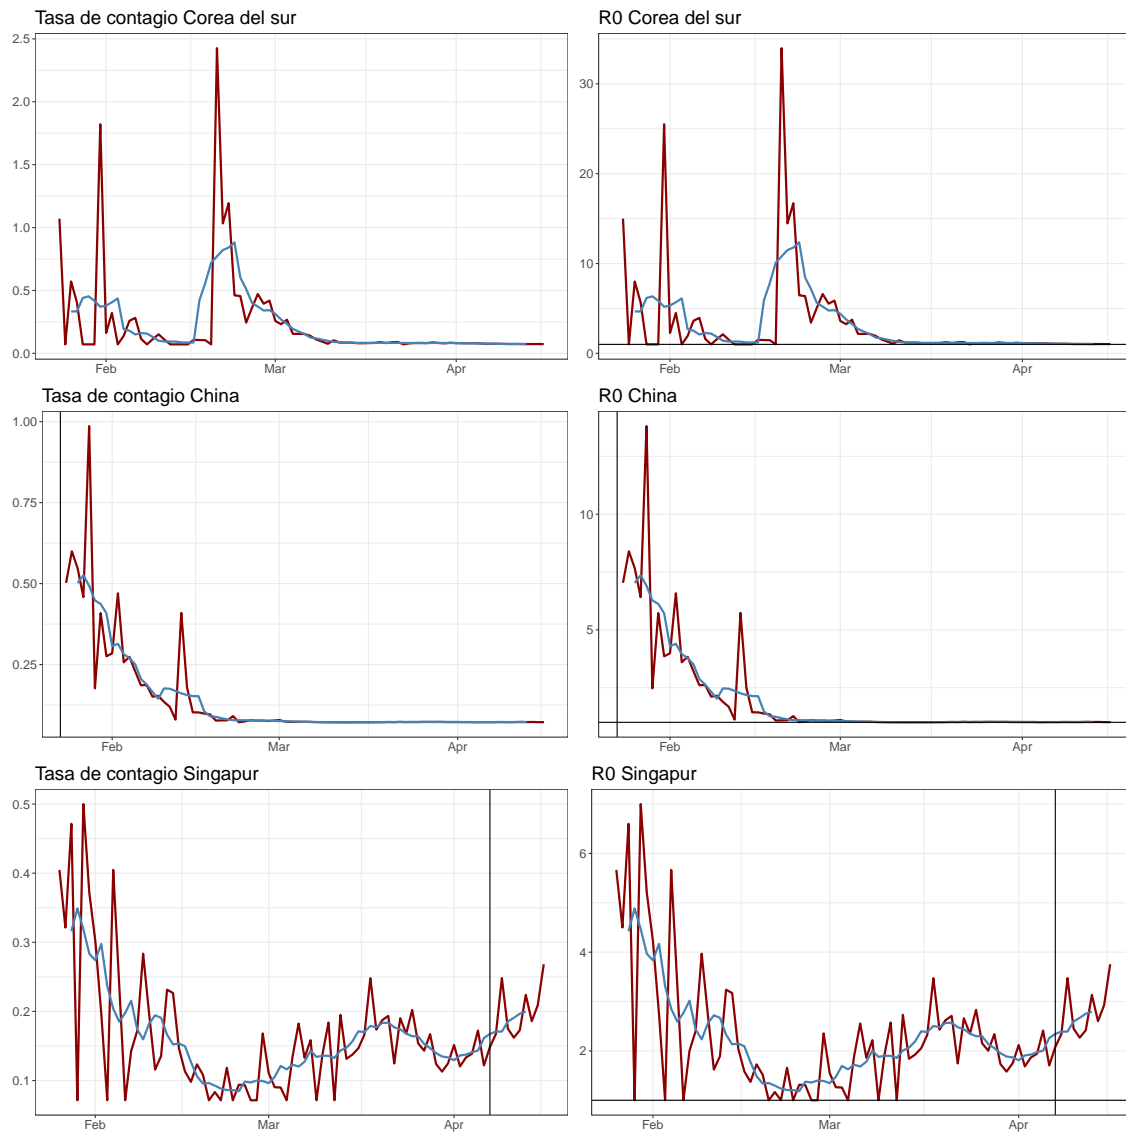 Tasa de contagio Corea del sur
2.5
2.0
1.5
1.0
0.5
0.0
Feb Mar Apr
R0 Corea del sur
30
20
10
0
Feb Mar Apr
Tasa de contagio China
1.00
0.75
0.50
0.25
Feb Mar Apr
R0 China
10
5
Feb Mar Apr
Tasa de contagio Singapur
0.5
0.4
0.3
0.2
0.1
Feb Mar Apr
R0 Singapur
6
4
2
Feb Mar Apr